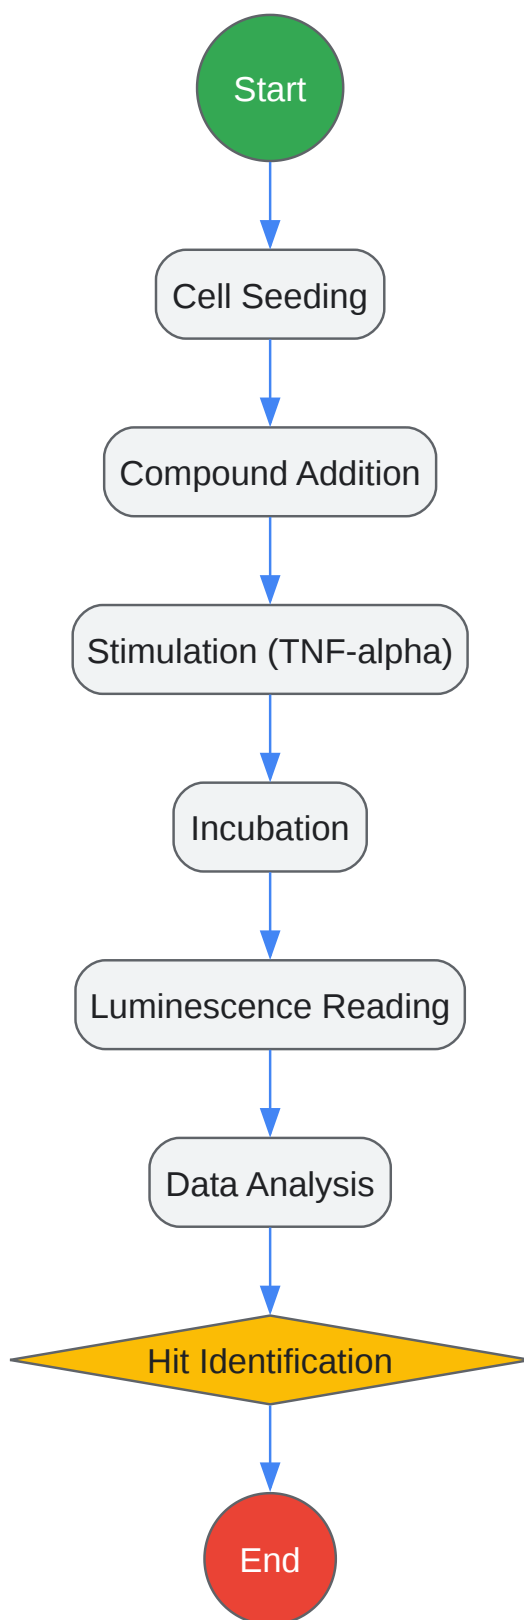 Start
Cell Seeding
Compound Addition
Stimulation (TNF-alpha)
Incubation
Luminescence Reading
Data Analysis
Hit Identification
End